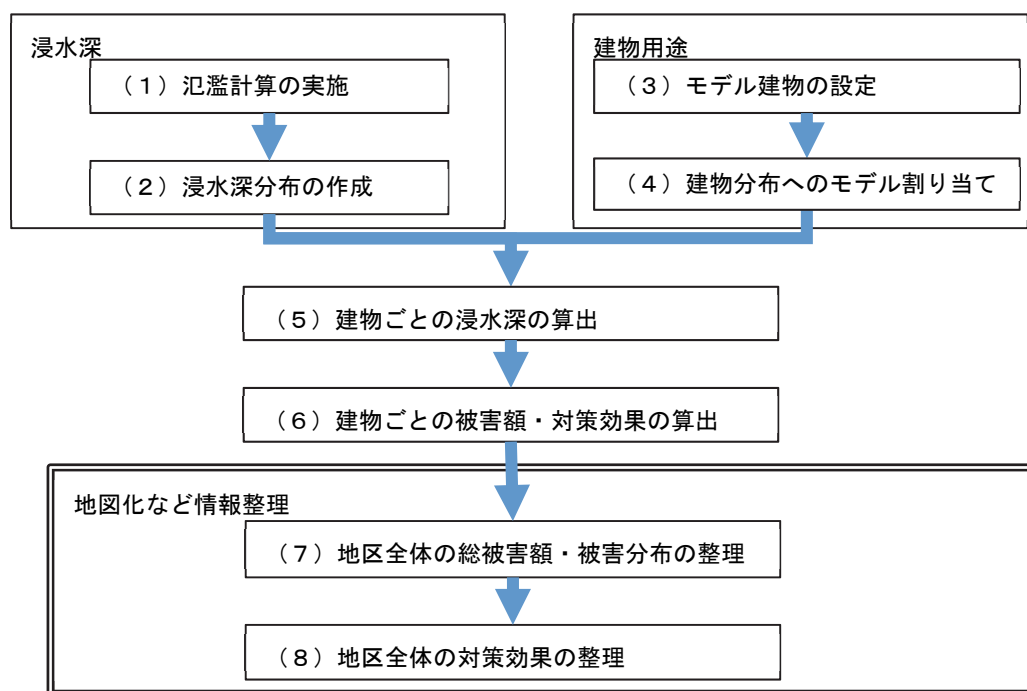 浸水深
（１）氾濫計算の実施
（２）浸水深分布の作成
建物用途
（３）モデル建物の設定
（４）建物分布へのモデル割り当て
（５）建物ごとの浸水深の算出
（６）建物ごとの被害額・対策効果の算出
地図化など情報整理
（７）地区全体の総被害額・被害分布の整理
（８）地区全体の対策効果の整理